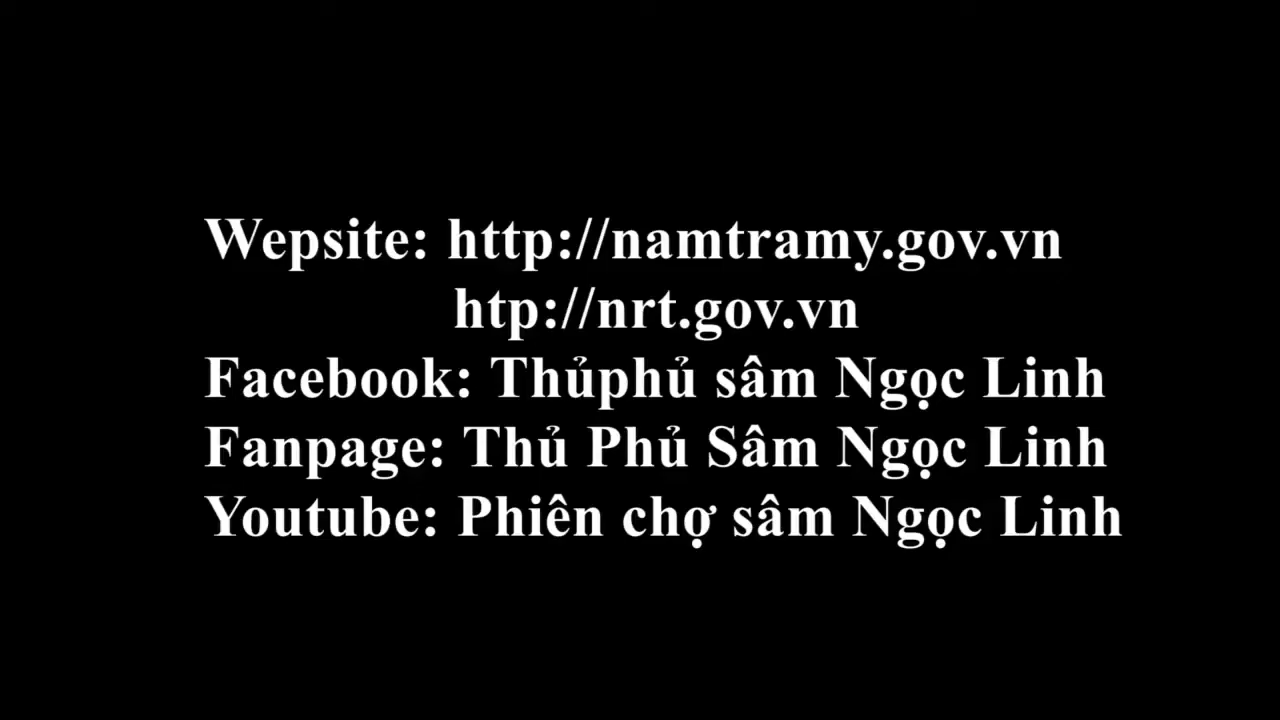 Wepsite: http://namtramy.gov.vn
htp://nrt.gov.vn
Facebook: Thủphủ sâm Ngọc Linh
Fanpage: Thủ Phủ Sâm Ngọc Linh
Youtube: Phiên chợ sâm Ngọc Linh